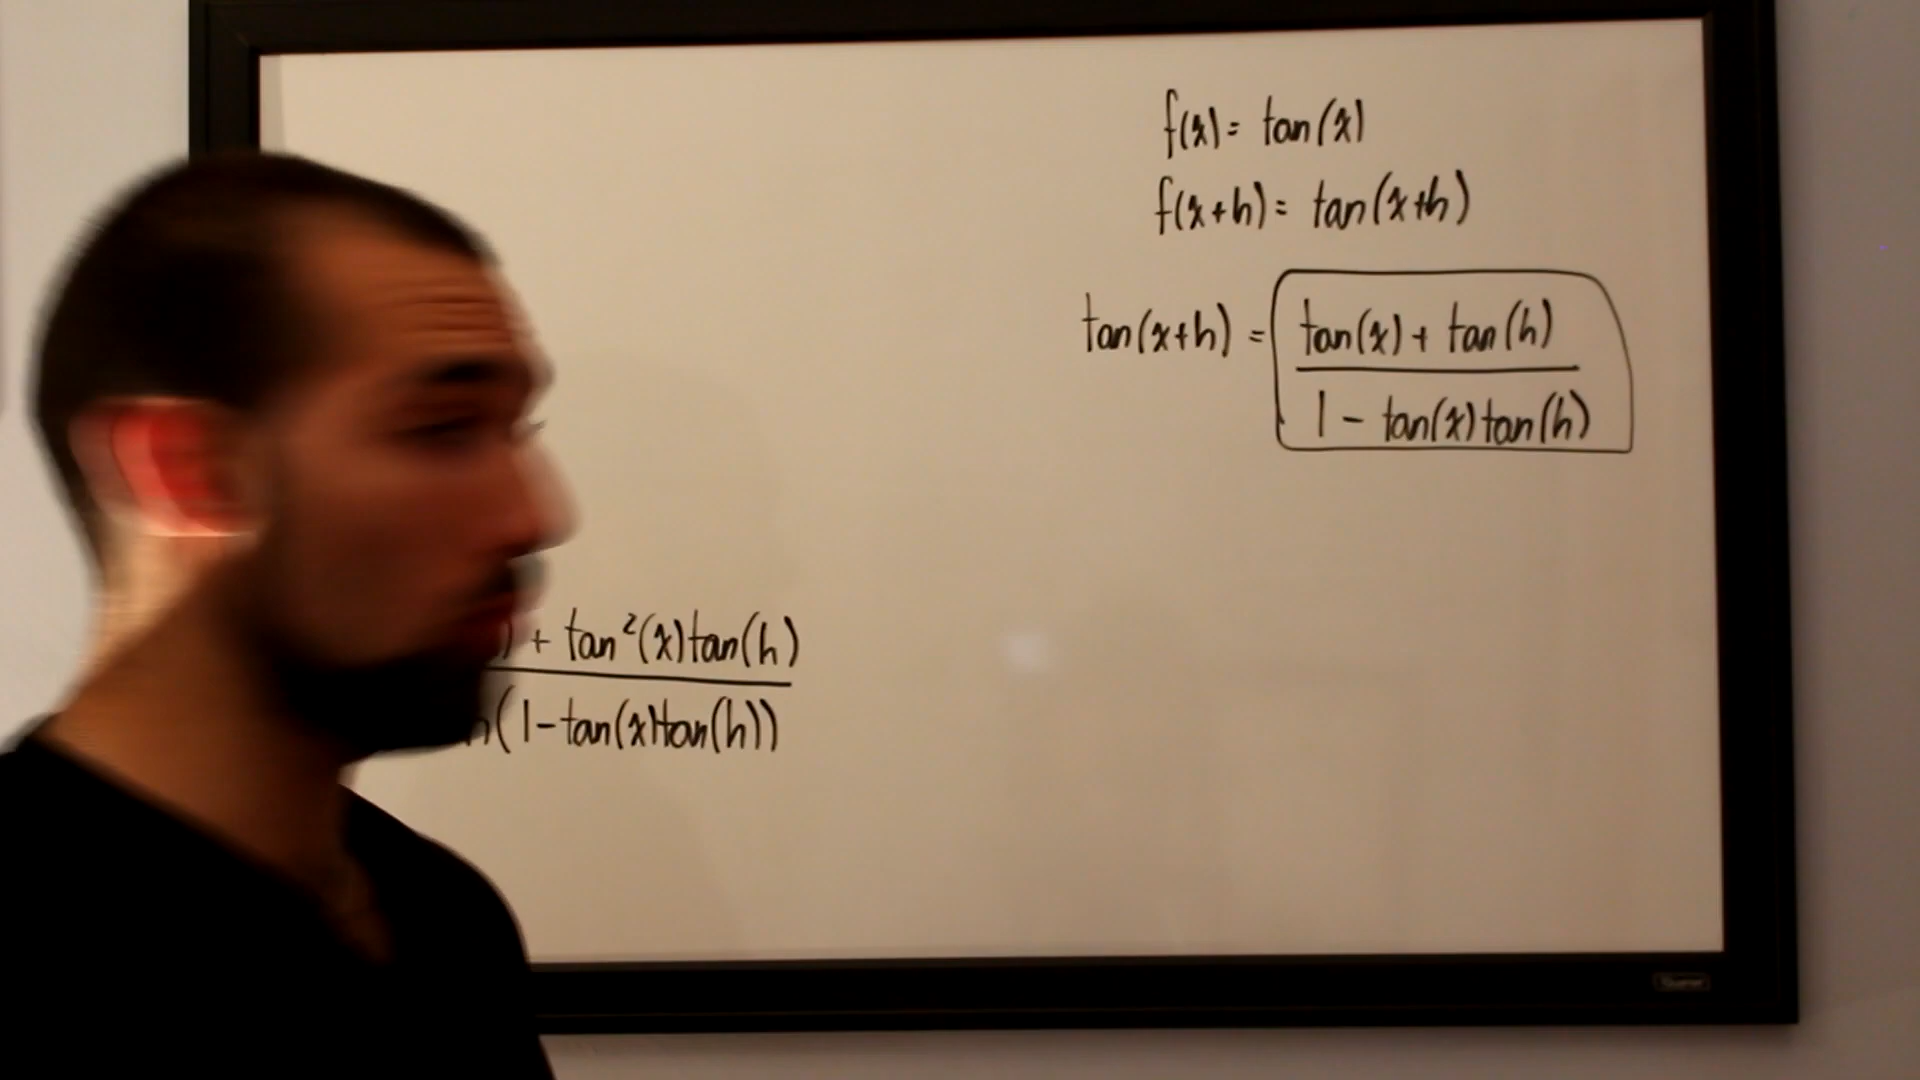 f(x) = tan(x)
f(x+h) = tan(x+h)
tan(x+h) = tan(x) + tan(h)
1 - tan(x)tan(h)
) + tan²(x)tan(h)
h(1-tan(x)tan(h))